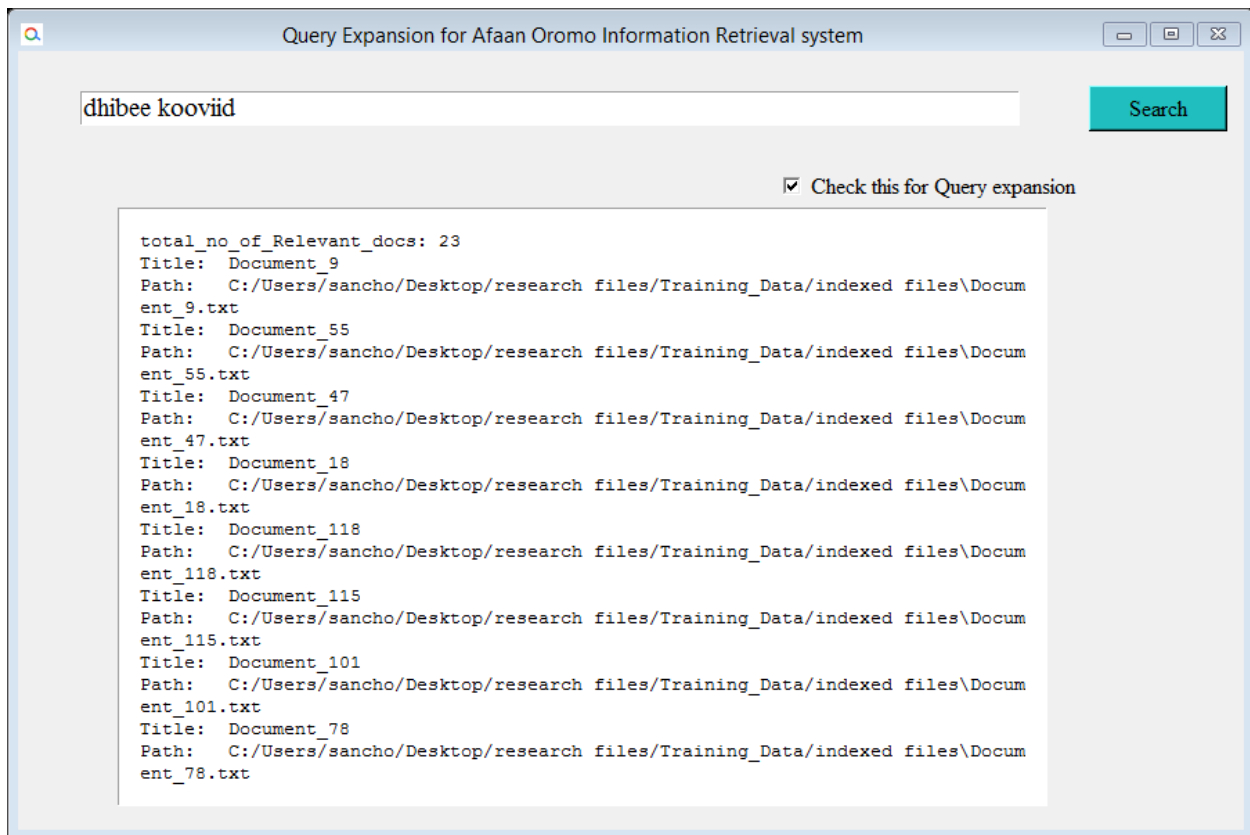 Query Expansion for Afaan Oromo Information Retrieval system
dhibee kooviid
Search
Check this for Query expansion
total_no_of_Relevant_docs: 23
Title:  Document_9
Path:   C:/Users/sancho/Desktop/research files/Training_Data/indexed files\Docum
ent_9.txt
Title:  Document_55
Path:   C:/Users/sancho/Desktop/research files/Training_Data/indexed files\Docum
ent_55.txt
Title:  Document_47
Path:   C:/Users/sancho/Desktop/research files/Training_Data/indexed files\Docum
ent_47.txt
Title:  Document_18
Path:   C:/Users/sancho/Desktop/research files/Training_Data/indexed files\Docum
ent_18.txt
Title:  Document_118
Path:   C:/Users/sancho/Desktop/research files/Training_Data/indexed files\Docum
ent_118.txt
Title:  Document_115
Path:   C:/Users/sancho/Desktop/research files/Training_Data/indexed files\Docum
ent_115.txt
Title:  Document_101
Path:   C:/Users/sancho/Desktop/research files/Training_Data/indexed files\Docum
ent_101.txt
Title:  Document_78
Path:   C:/Users/sancho/Desktop/research files/Training_Data/indexed files\Docum
ent_78.txt